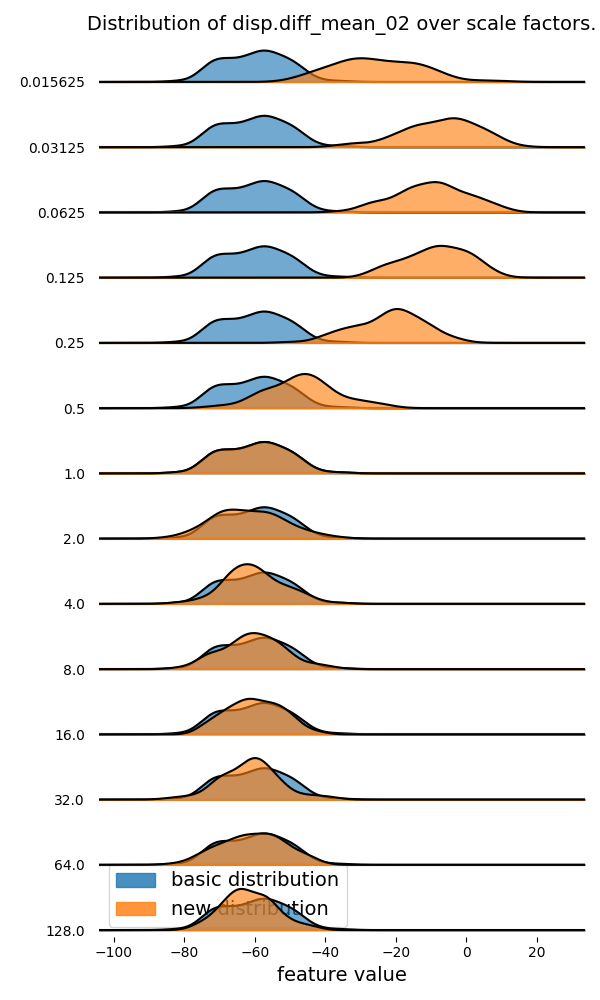 Distribution of disp.diff_mean_02 over scale factors.
0.015625
0.03125
0.0625
0.125
0.25
0.5
1.0
2.0
4.0
8.0
16.0
32.0
64.0
basic distribution
new distribution
128.0
−100 −80 −60 −40 −20 0 20
feature value